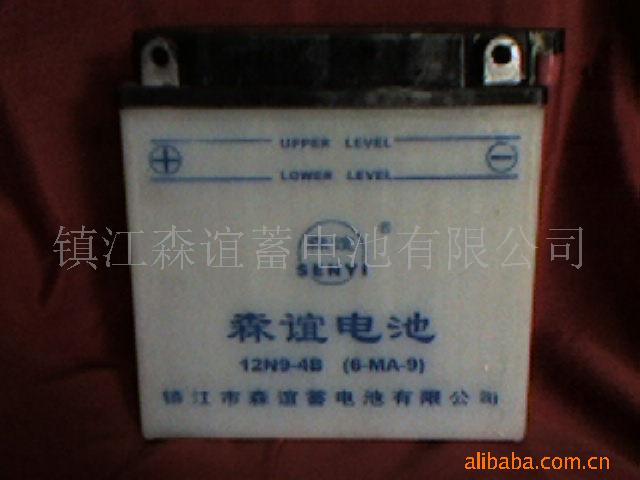 UPPER LEVEL
LOWER LEVEL
®
镇江森谊蓄电池有限公司
SENYI
森谊电池
12N9-4B (6-MA-9)
镇江市森谊蓄电池有限公司
alibaba.com.cn